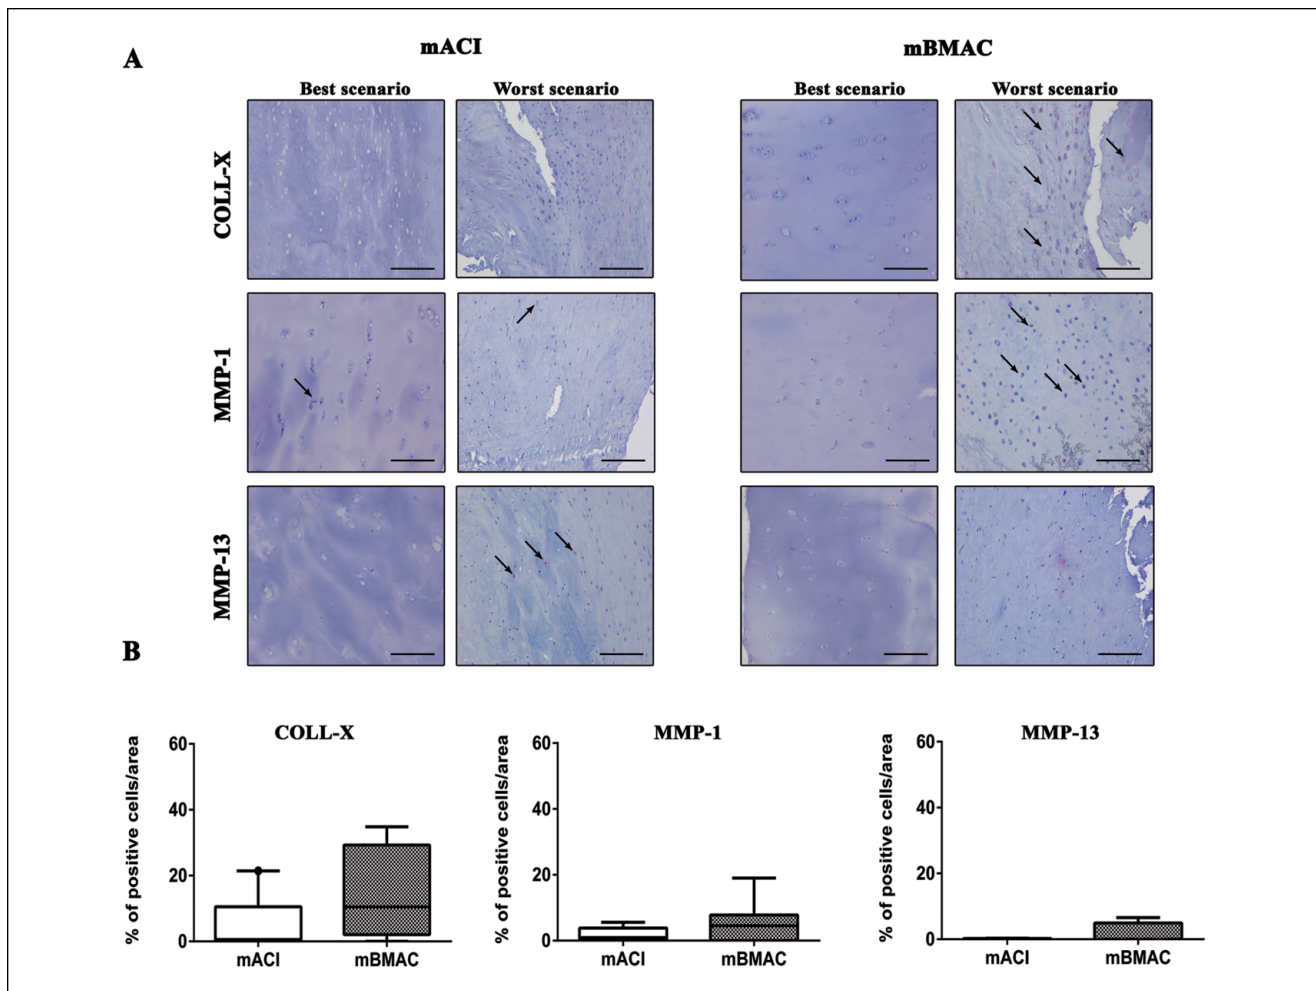 A
mACI
mBMAC
Best scenario
Worst scenario
Best scenario
Worst scenario
COLL-X
MMP-1
MMP-13
B
COLL-X
% of positive cells/area
60
40
20
0
mACI
mBMAC
MMP-1
% of positive cells/area
60
40
20
0
mACI
mBMAC
MMP-13
% of positive cells/area
60
40
20
0
mACI
mBMAC